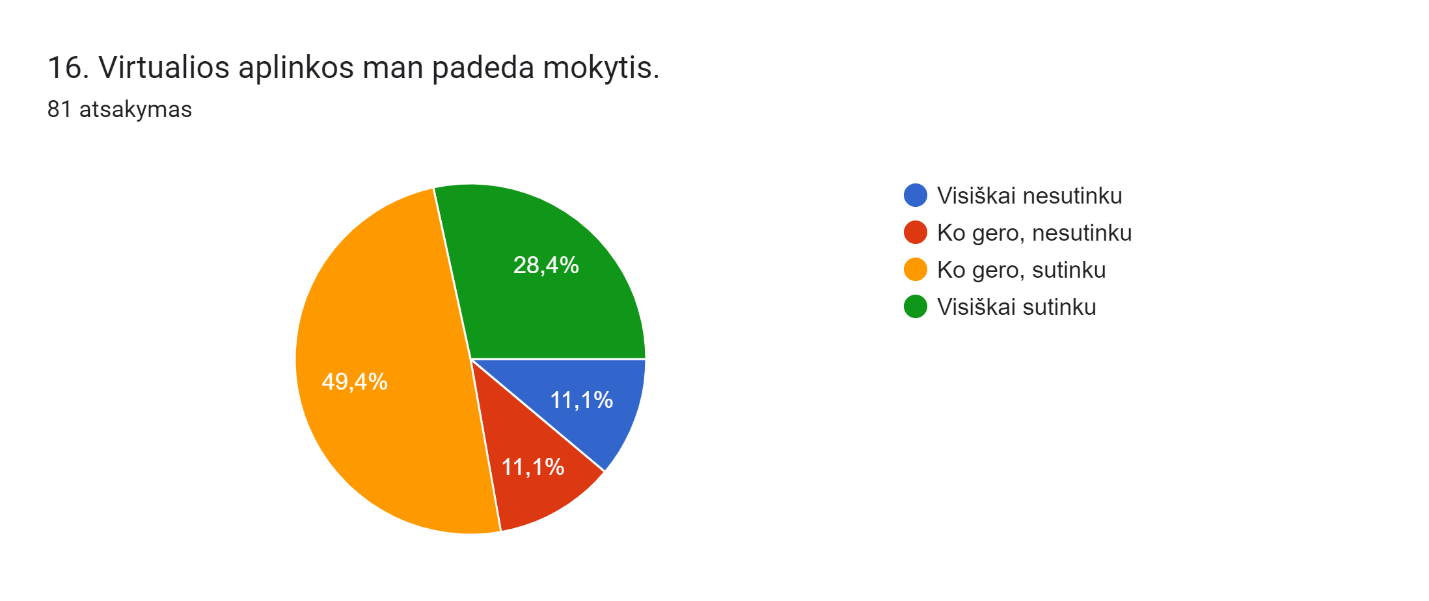 16. Virtualios aplinkos man padeda mokytis.
81 atsakymas
28,4%
49,4%
11,1%
11,1%
Visiškai nesutinku
Ko gero, nesutinku
Ko gero, sutinku
Visiškai sutinku